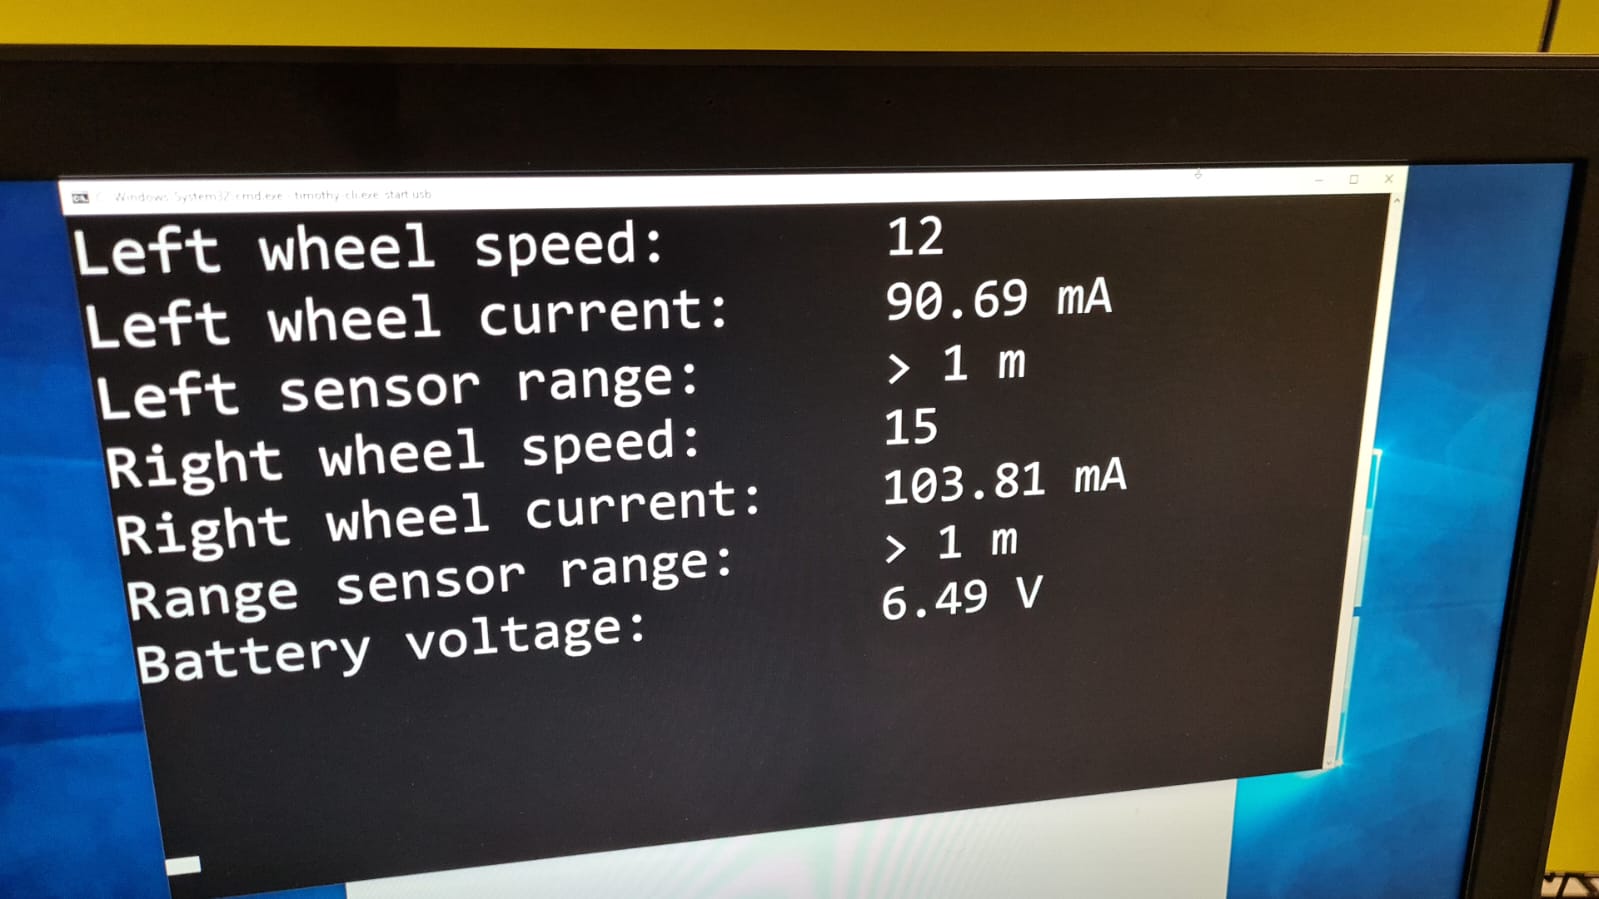 C:\Windows\System32\cmd.exe - timothy-cli.exe start usb
Left wheel speed: 12
Left wheel current: 90.69 mA
Left sensor range: > 1 m
Right wheel speed: 15
Right wheel current: 103.81 mA
Range sensor range: > 1 m
Battery voltage: 6.49 V